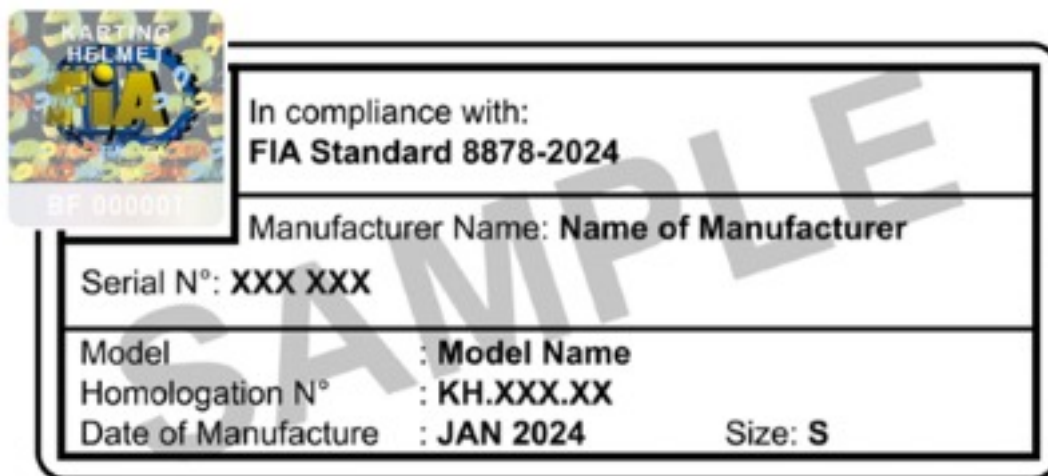 KARTING
HELMET
FIA
BF 000001
In compliance with:
FIA Standard 8878-2024
Manufacturer Name: Name of Manufacturer
Serial N°: XXX XXX
Model : Model Name
Homologation N° : KH.XXX.XX
Date of Manufacture : JAN 2024 Size: S
SAMPLE